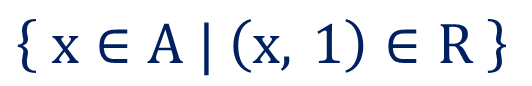 { x ∈ A | (x, 1) ∈ R }